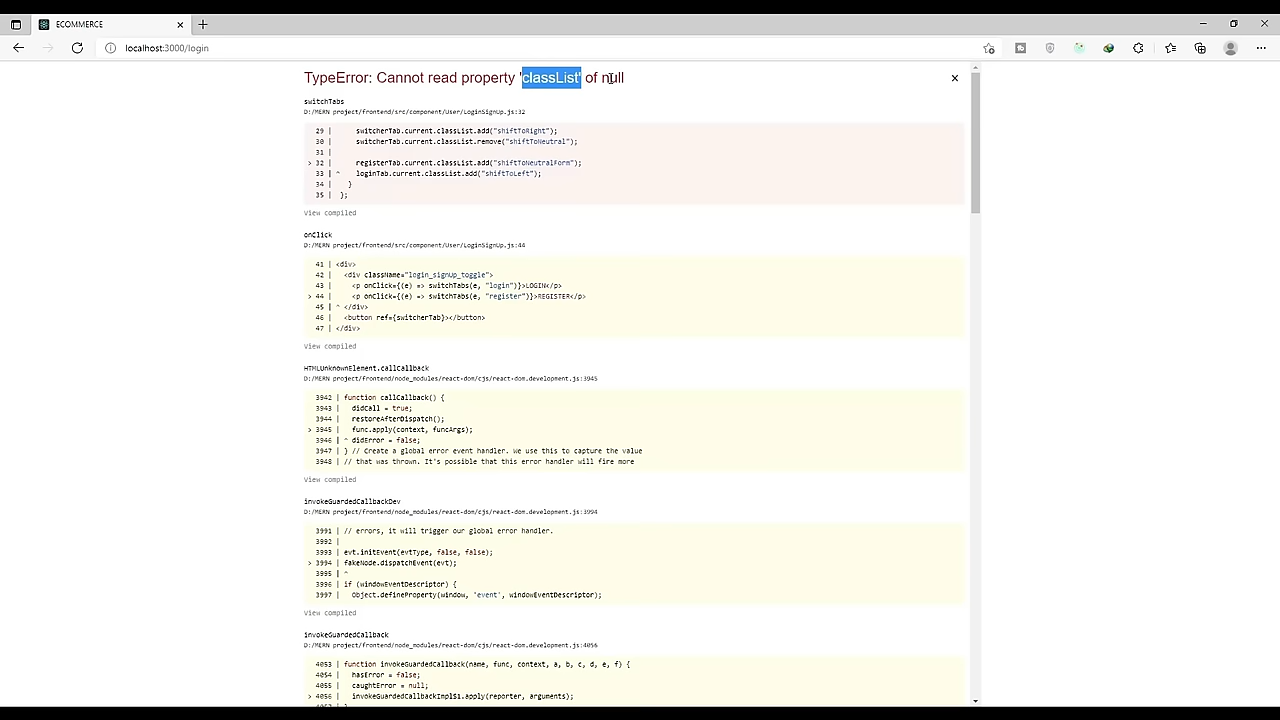 ECOMMERCE
localhost:3000/login
TypeError: Cannot read property 'classList' of null
switchTabs
D:/MERN project/frontend/src/component/User/LoginSignUp.js:32
29 | switcherTab.current.classList.add("shiftToRight");
30 | switcherTab.current.classList.remove("shiftToNeutral");
31 |
> 32 | registerTab.current.classList.add("shiftToNeutralForm");
33 | ^ loginTab.current.classList.add("shiftToLeft");
34 | }
35 | };
View compiled
onClick
D:/MERN project/frontend/src/component/User/LoginSignUp.js:44
41 | <div>
42 | <div className="login_signUp_toggle">
43 | <p onClick={(e) => switchTabs(e, "login")}>LOGIN</p>
> 44 | <p onClick={(e) => switchTabs(e, "register")}>REGISTER</p>
45 | ^ </div>
46 | <button ref={switcherTab}></button>
47 | </div>
View compiled
HTMLUnknownElement.callCallback
D:/MERN project/frontend/node_modules/react-dom/cjs/react-dom.development.js:3945
3942 | function callCallback() {
3943 | didCall = true;
3944 | restoreAfterDispatch();
> 3945 | func.apply(context, funcArgs);
3946 | ^ didError = false;
3947 | } // Create a global error event handler. We use this to capture the value
3948 | // that was thrown. It's possible that this error handler will fire more
View compiled
invokeGuardedCallbackDev
D:/MERN project/frontend/node_modules/react-dom/cjs/react-dom.development.js:3994
3991 | // errors, it will trigger our global error handler.
3992 |
3993 | evt.initEvent(evtType, false, false);
> 3994 | fakeNode.dispatchEvent(evt);
3995 | ^
3996 | if (windowEventDescriptor) {
3997 | Object.defineProperty(window, 'event', windowEventDescriptor);
View compiled
invokeGuardedCallback
D:/MERN project/frontend/node_modules/react-dom/cjs/react-dom.development.js:4056
4053 | function invokeGuardedCallback(name, func, context, a, b, c, d, e, f) {
4054 | hasError = false;
4055 | caughtError = null;
> 4056 | invokeGuardedCallbackImpl$1.apply(reporter, arguments);